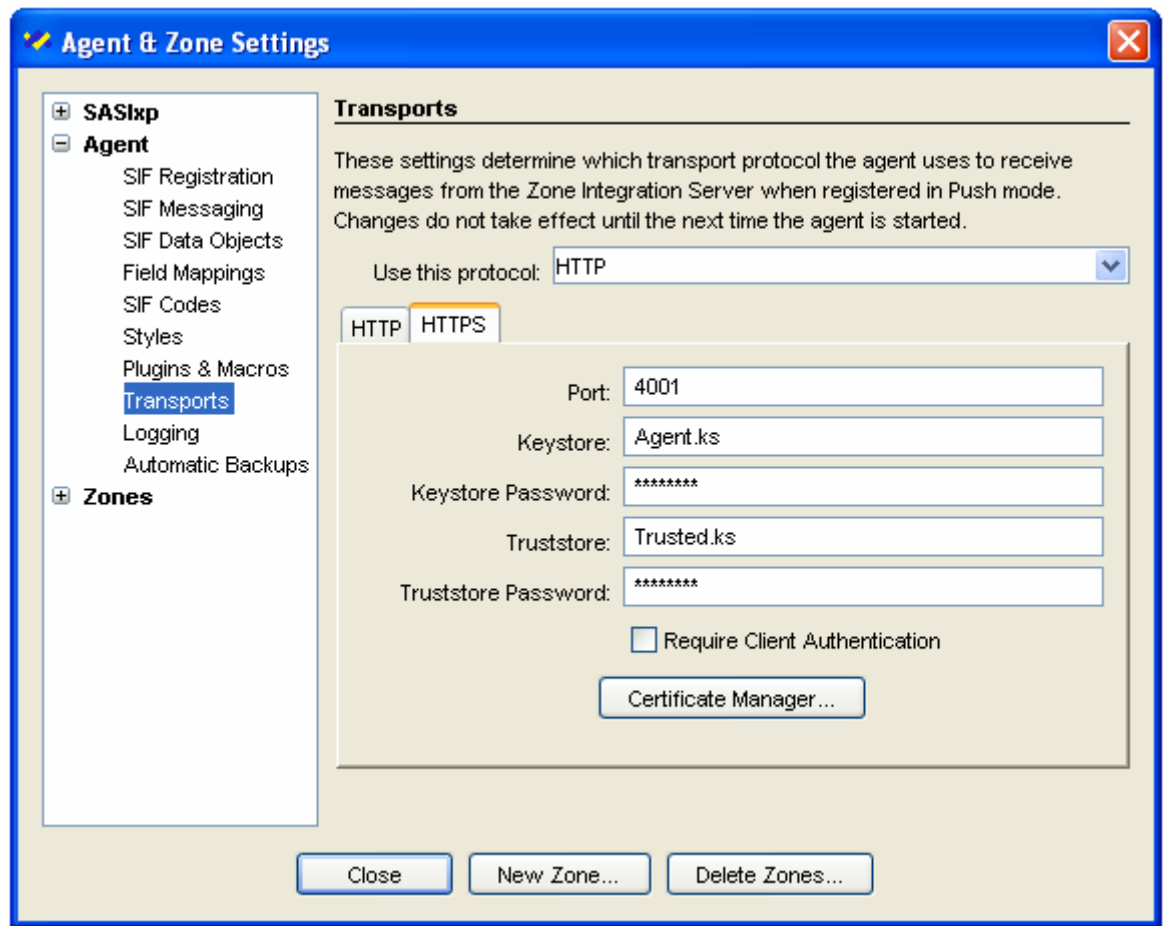 Agent & Zone Settings
SASIxp
Agent
SIF Registration
SIF Messaging
SIF Data Objects
Field Mappings
SIF Codes
Styles
Plugins & Macros
Transports
Logging
Automatic Backups
Zones
Transports
These settings determine which transport protocol the agent uses to receive
messages from the Zone Integration Server when registered in Push mode.
Changes do not take effect until the next time the agent is started.
Use this protocol: HTTP
HTTP HTTPS
Port: 4001
Keystore: Agent.ks
Keystore Password: ********
Truststore: Trusted.ks
Truststore Password: ********
Require Client Authentication
Certificate Manager...
Close New Zone... Delete Zones...